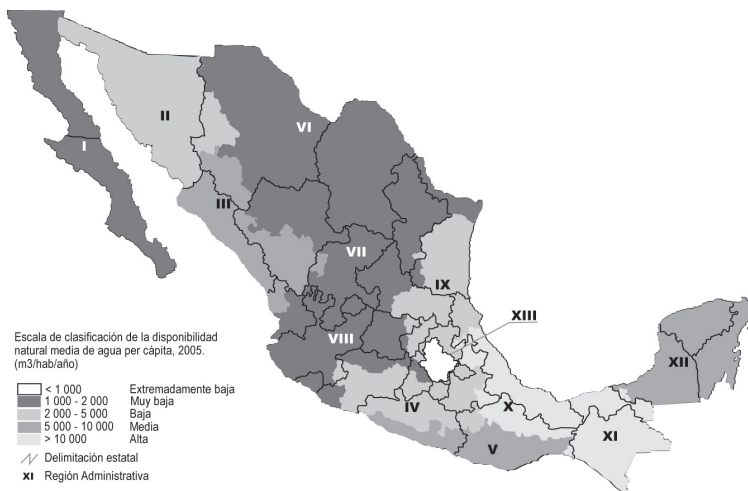 I
II
III
VI
VII
IX
XIII
VIII
IV
X
V
XI
XII
Escala de clasificación de la disponibilidad
natural media de agua per cápita, 2005.
(m3/hab/año)
< 1 000 Extremadamente baja
1 000 - 2 000 Muy baja
2 000 - 5 000 Baja
5 000 - 10 000 Media
> 10 000 Alta
Delimitación estatal
XI Región Administrativa